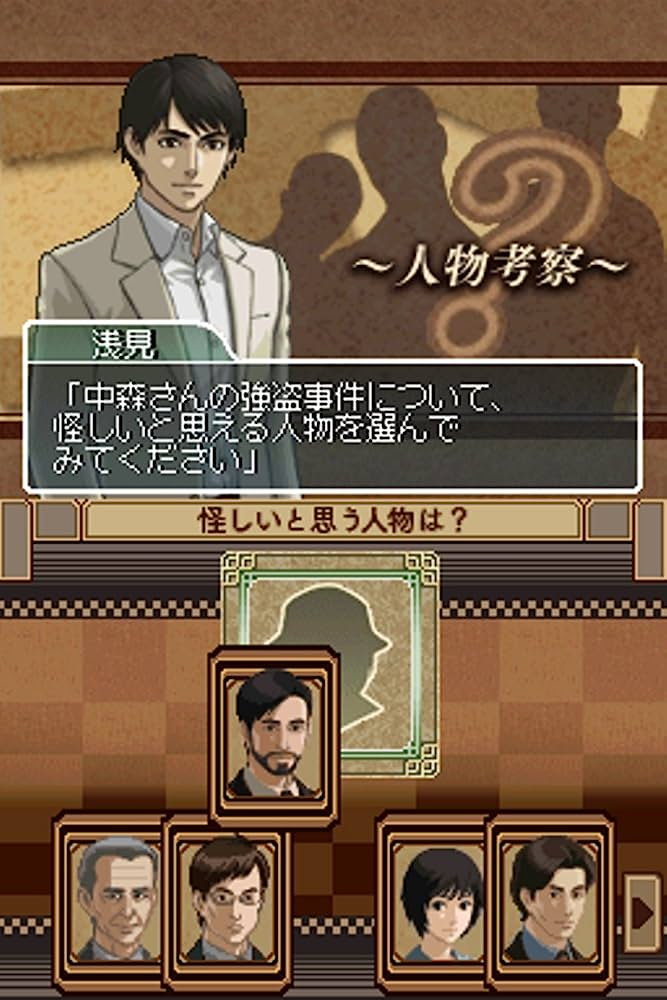 ～人物考察～
浅見
「中森さんの強盗事件について、
怪しいと思える人物を選んで
みてください」
怪しいと思う人物は？